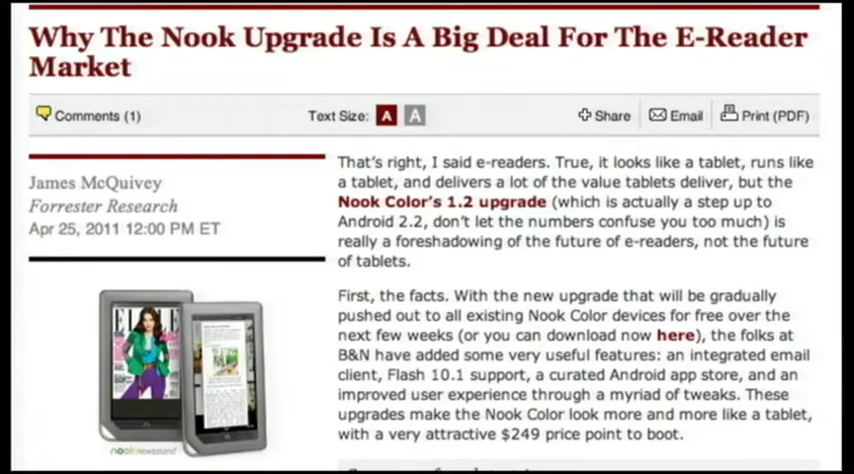 Why The Nook Upgrade Is A Big Deal For The E-Reader
Market
Comments (1)
Text Size: A A
Share
Email
Print (PDF)
James McQuivey
Forrester Research
Apr 25, 2011 12:00 PM ET
ELLE
nooknewsstand
That's right, I said e-readers. True, it looks like a tablet, runs like
a tablet, and delivers a lot of the value tablets deliver, but the
Nook Color's 1.2 upgrade (which is actually a step up to
Android 2.2, don't let the numbers confuse you too much) is
really a foreshadowing of the future of e-readers, not the future
of tablets.
First, the facts. With the new upgrade that will be gradually
pushed out to all existing Nook Color devices for free over the
next few weeks (or you can download now here), the folks at
B&N have added some very useful features: an integrated email
client, Flash 10.1 support, a curated Android app store, and an
improved user experience through a myriad of tweaks. These
upgrades make the Nook Color look more and more like a tablet,
with a very attractive $249 price point to boot.